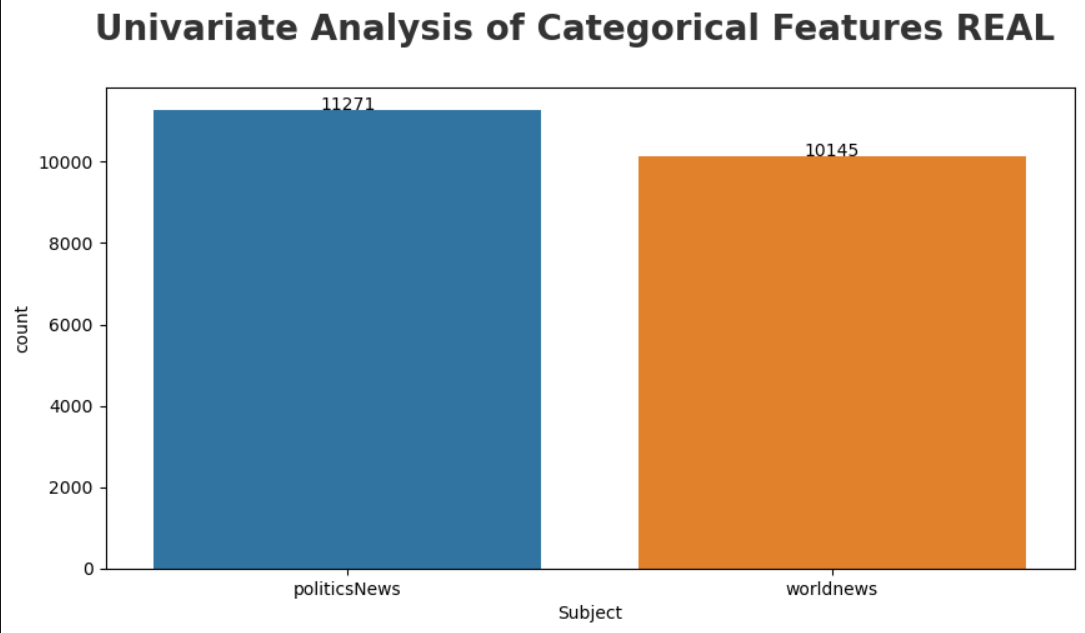 Univariate Analysis of Categorical Features REAL
11271
10145
10000
8000
6000
4000
2000
0
count
politicsNews worldnews
Subject